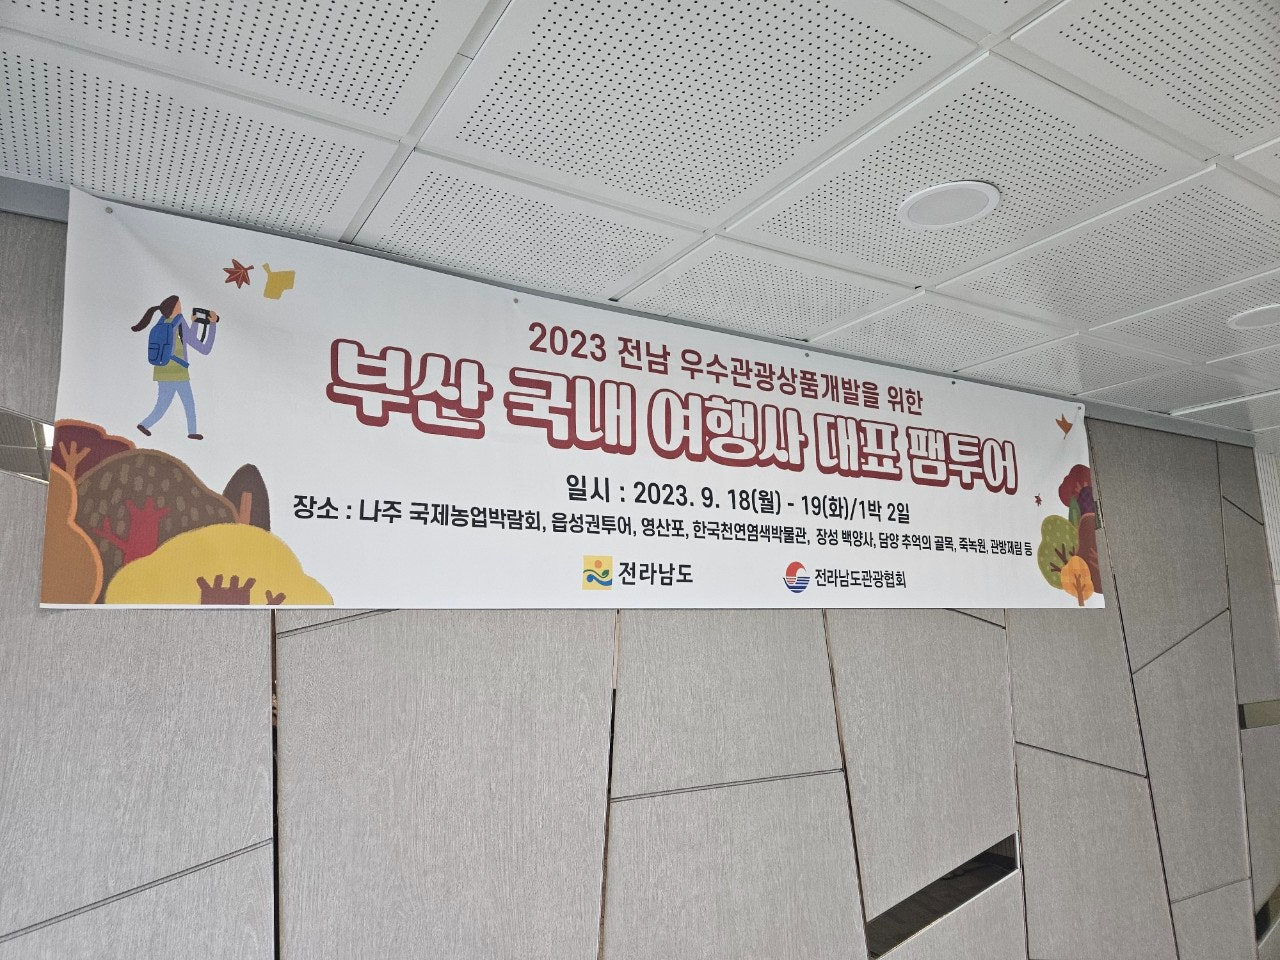 2023 전남 우수관광상품개발을 위한
부산 국내 여행사 대표 팸투어
일시 : 2023. 9. 18(월) - 19(화)/1박 2일
장소 : 나주 국제농업박람회, 읍성권투어, 영산포, 한국천연염색박물관, 장성 백양사, 담양 추억의 골목, 죽녹원, 관방제림 등
전라남도 전라남도관광협회